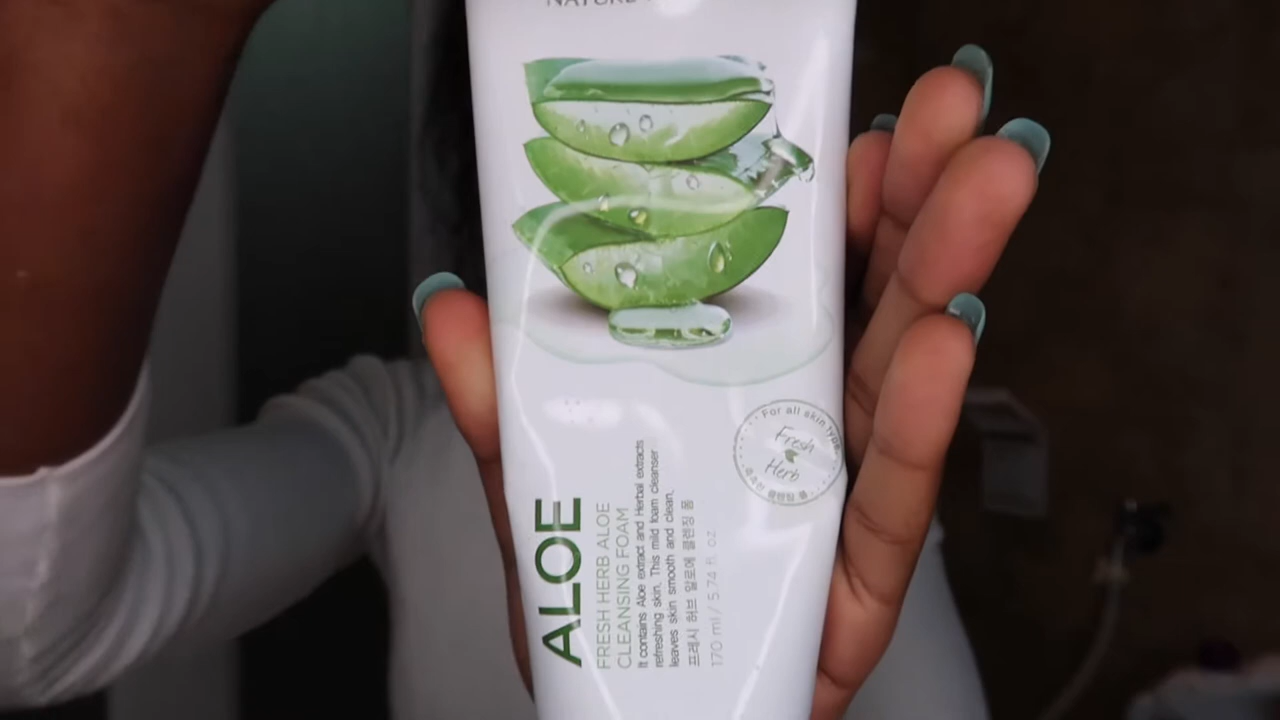 NATURE
For all skin type
Fresh
Herb
ALOE
FRESH HERB ALOE
CLEANSING FOAM
It contains Aloe extract and Herbal extracts
refreshing skin. This mild foam cleanser
leaves skin smooth and clean.
프레시 허브 알로에 클렌징 폼
170 ml / 5.74 fl. oz.